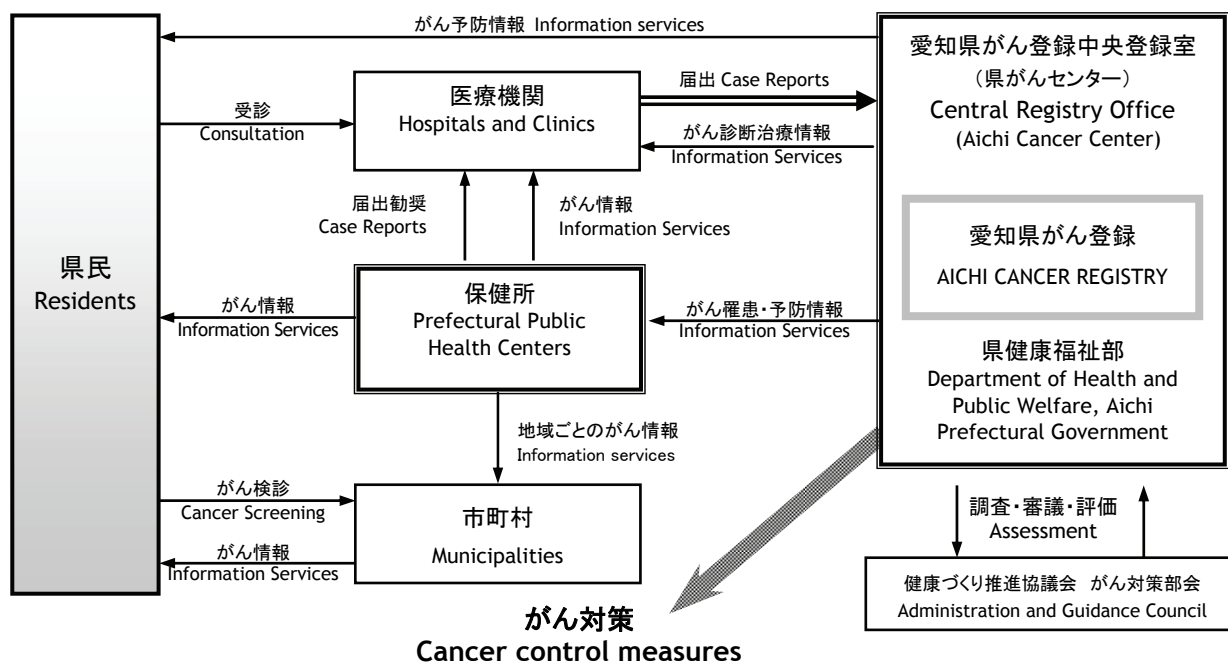 がん予防情報 Information services
愛知県がん登録中央登録室
（県がんセンター）
Central Registry Office
(Aichi Cancer Center)
医療機関
Hospitals and Clinics
届出 Case Reports
受診
Consultation
がん診断治療情報
Information Services
届出勧奨
Case Reports
がん情報
Information Services
愛知県がん登録
AICHI CANCER REGISTRY
県民
Residents
がん情報
Information Services
保健所
Prefectural Public
Health Centers
がん罹患・予防情報
Information Services
県健康福祉部
Department of Health and
Public Welfare, Aichi
Prefectural Government
地域ごとのがん情報
Information services
がん検診
Cancer Screening
市町村
Municipalities
がん情報
Information Services
調査・審議・評価
Assessment
健康づくり推進協議会 がん対策部会
Administration and Guidance Council
がん対策
Cancer control measures